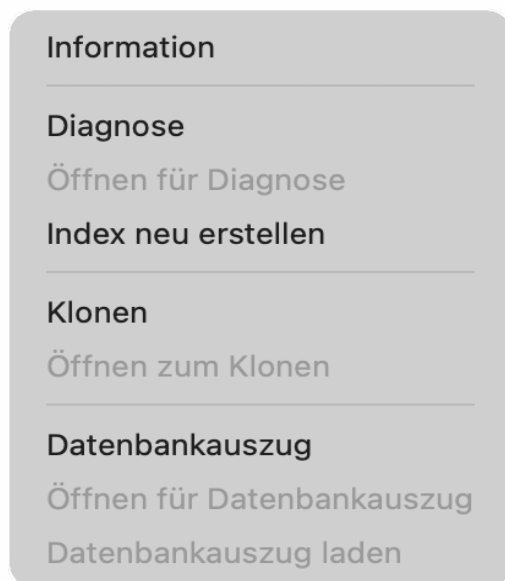 Information
Diagnose
Öffnen für Diagnose
Index neu erstellen
Klonen
Öffnen zum Klonen
Datenbankauszug
Öffnen für Datenbankauszug
Datenbankauszug laden